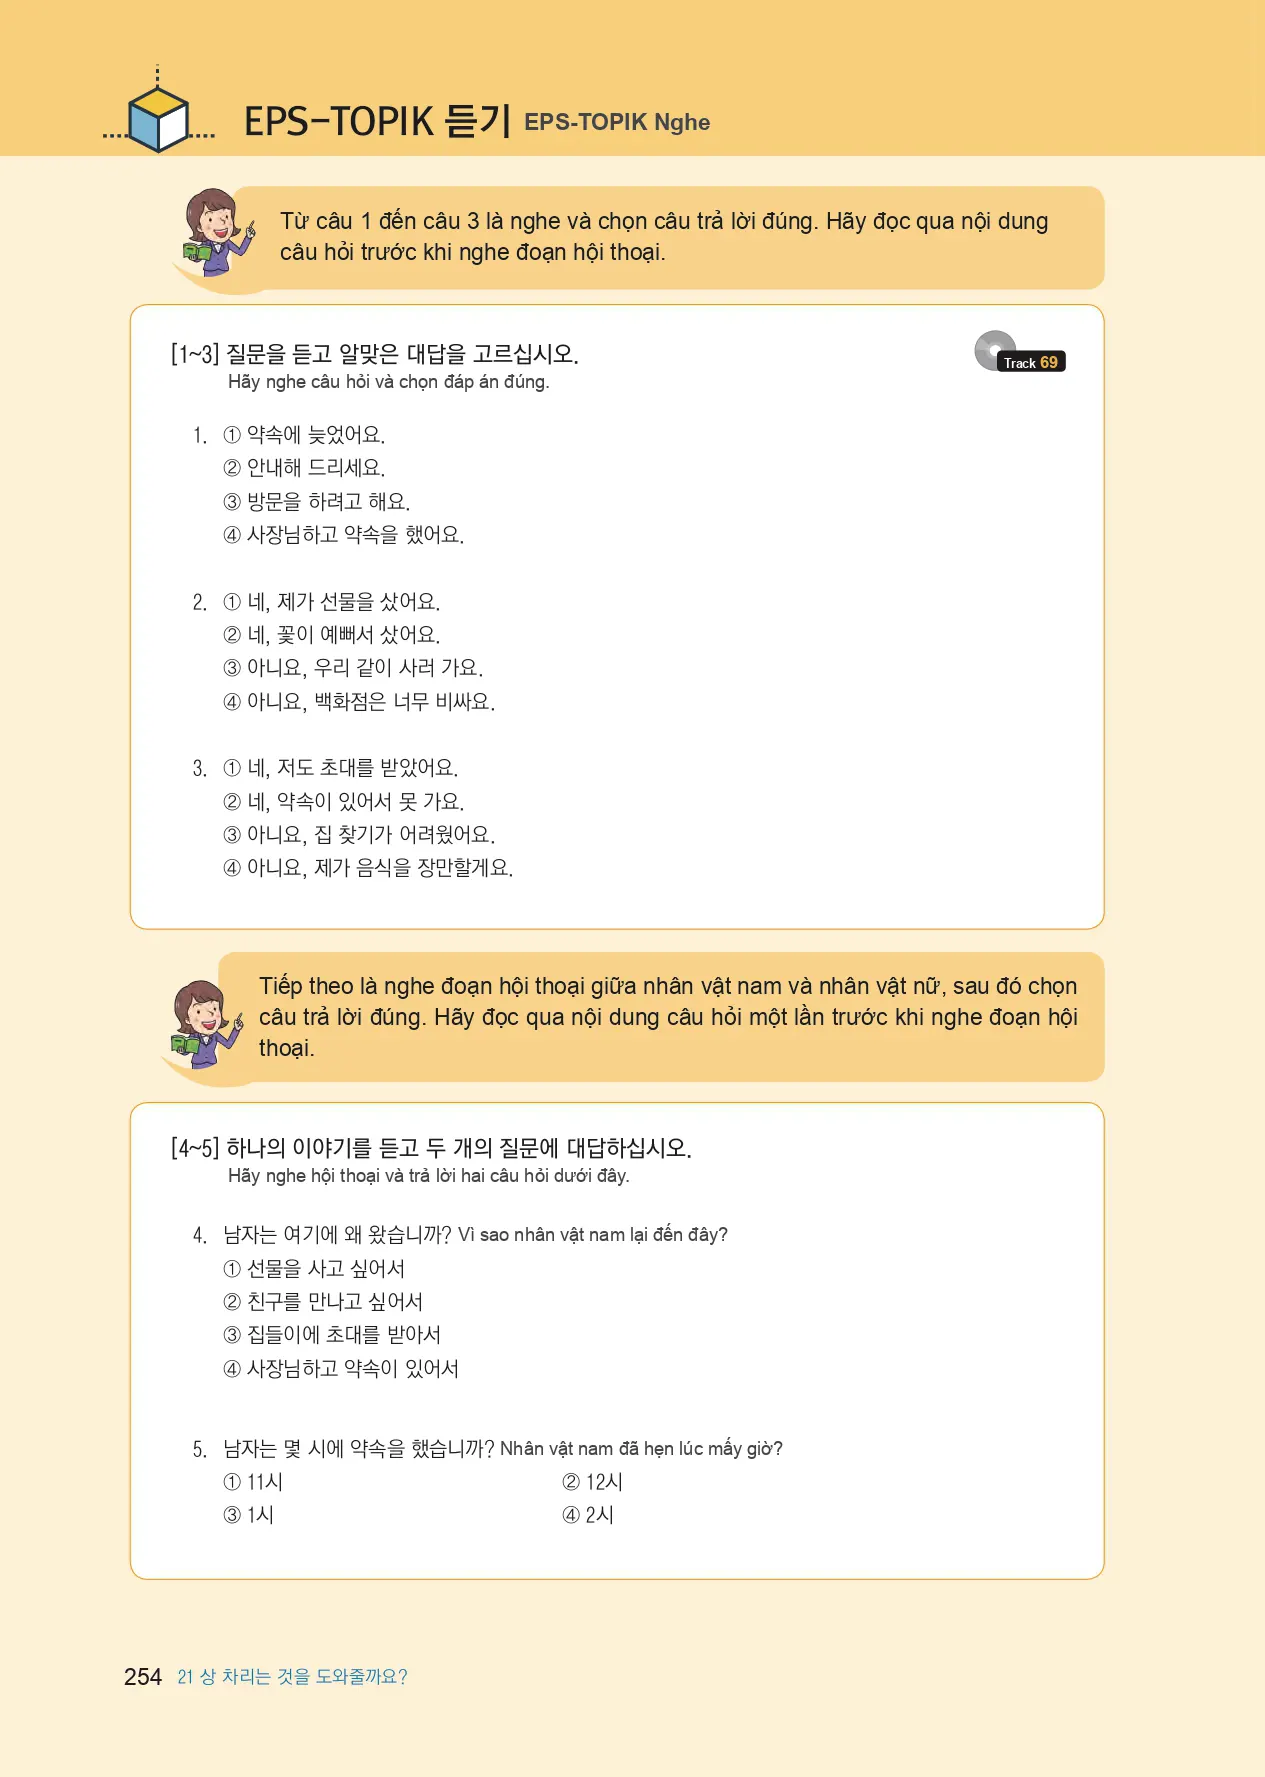 EPS-TOPIK 듣기 EPS-TOPIK Nghe
Từ câu 1 đến câu 3 là nghe và chọn câu trả lời đúng. Hãy đọc qua nội dung
câu hỏi trước khi nghe đoạn hội thoại.
[1~3] 질문을 듣고 알맞은 대답을 고르십시오.
Track 69
Hãy nghe câu hỏi và chọn đáp án đúng.
1. ① 약속에 늦었어요.
② 안내해 드리세요.
③ 방문을 하려고 해요.
④ 사장님하고 약속을 했어요.
2. ① 네, 제가 선물을 샀어요.
② 네, 꽃이 예뻐서 샀어요.
③ 아니요, 우리 같이 사러 가요.
④ 아니요, 백화점은 너무 비싸요.
3. ① 네, 저도 초대를 받았어요.
② 네, 약속이 있어서 못 가요.
③ 아니요, 집 찾기가 어려웠어요.
④ 아니요, 제가 음식을 장만할게요.
Tiếp theo là nghe đoạn hội thoại giữa nhân vật nam và nhân vật nữ, sau đó chọn
câu trả lời đúng. Hãy đọc qua nội dung câu hỏi một lần trước khi nghe đoạn hội
thoại.
[4~5] 하나의 이야기를 듣고 두 개의 질문에 대답하십시오.
Hãy nghe hội thoại và trả lời hai câu hỏi dưới đây.
4. 남자는 여기에 왜 왔습니까? Vì sao nhân vật nam lại đến đây?
① 선물을 사고 싶어서
② 친구를 만나고 싶어서
③ 집들이에 초대를 받아서
④ 사장님하고 약속이 있어서
5. 남자는 몇 시에 약속을 했습니까? Nhân vật nam đã hẹn lúc mấy giờ?
① 11시 ② 12시
③ 1시 ④ 2시
254 21 상 차리는 것을 도와줄까요?